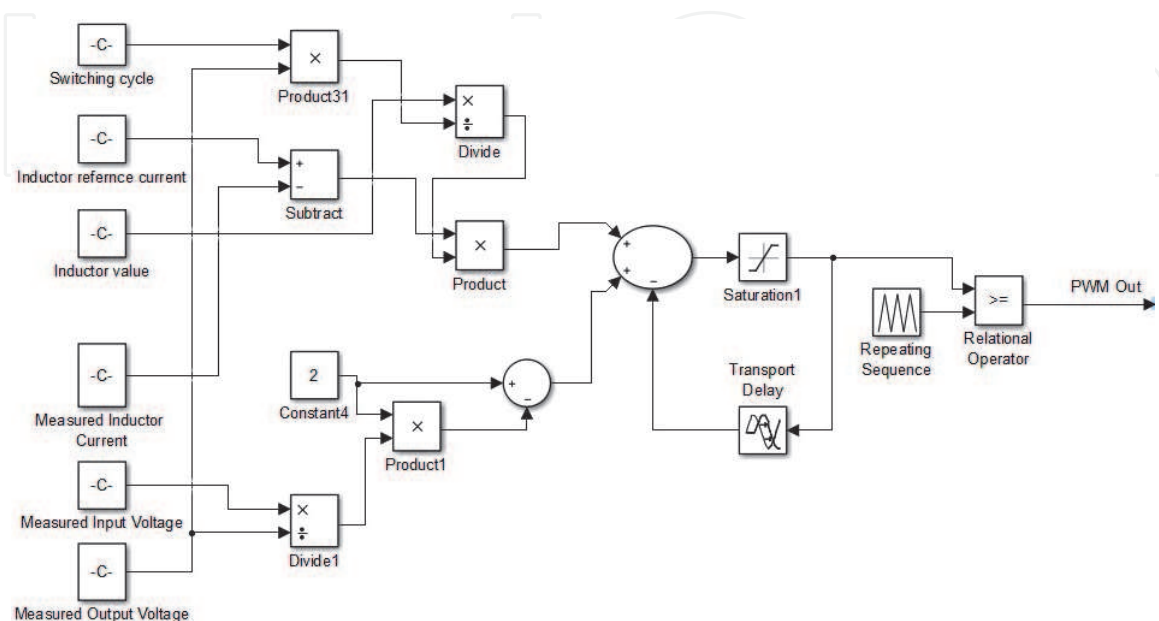 -C-
Switching cycle
×
Product31
×
÷
Divide
-C-
Inductor refernce current
+
−
Subtract
-C-
Inductor value
×
Product
+
+
−
Saturation1
>=
Relational
Operator
PWM Out
Repeating
Sequence
Transport
Delay
-C-
Measured Inductor
Current
2
Constant4
+
−
×
Product1
-C-
Measured Input Voltage
×
÷
Divide1
-C-
Measured Output Voltage